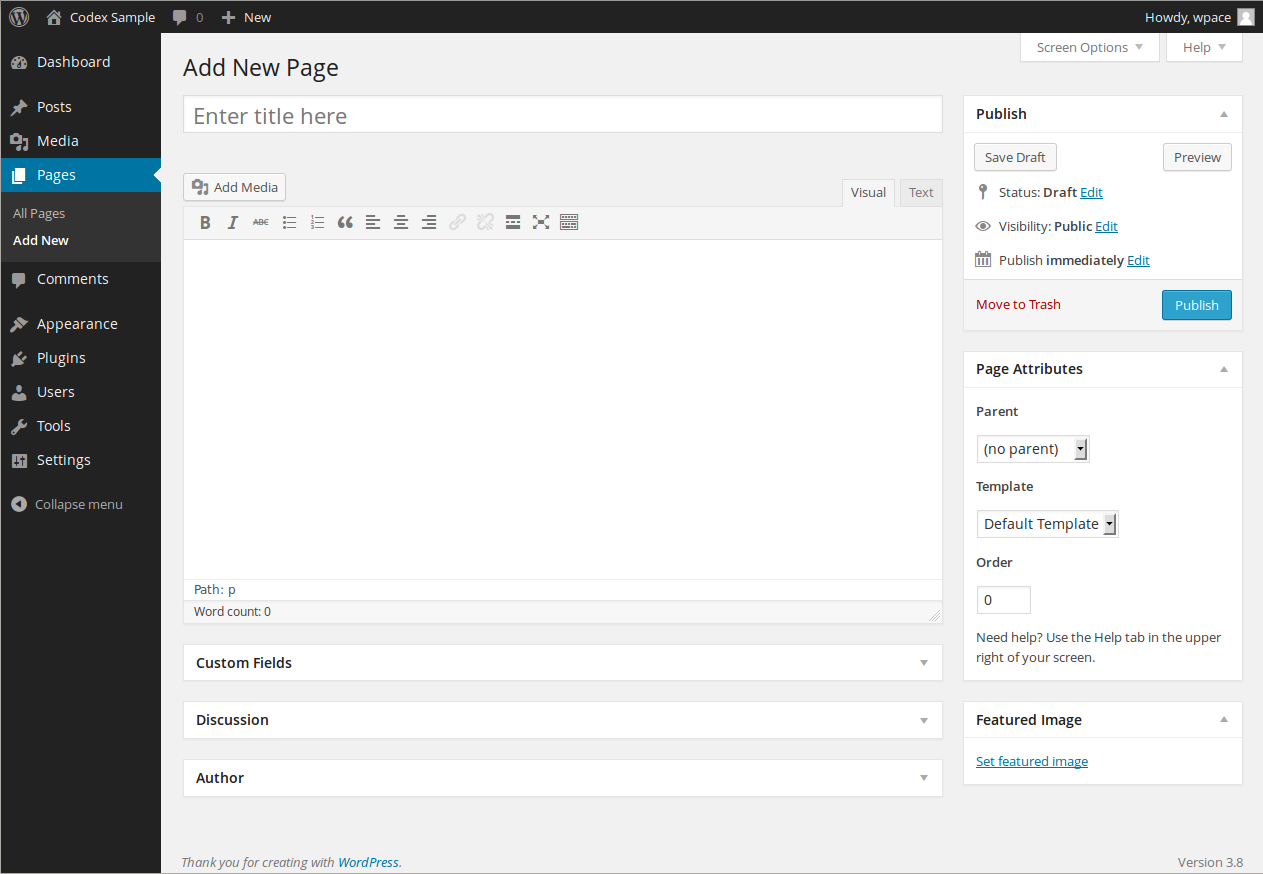 Codex Sample 0 New Howdy, wpace
Screen Options Help
Dashboard
Posts
Media
Pages
All Pages
Add New
Comments
Appearance
Plugins
Users
Tools
Settings
Collapse menu
Add New Page
Enter title here
Add Media
Visual Text
B I ABC
Path: p
Word count: 0
Custom Fields
Discussion
Author
Publish
Save Draft Preview
Status: Draft Edit
Visibility: Public Edit
Publish immediately Edit
Move to Trash Publish
Page Attributes
Parent
(no parent)
Template
Default Template
Order
0
Need help? Use the Help tab in the upper
right of your screen.
Featured Image
Set featured image
Thank you for creating with WordPress. Version 3.8